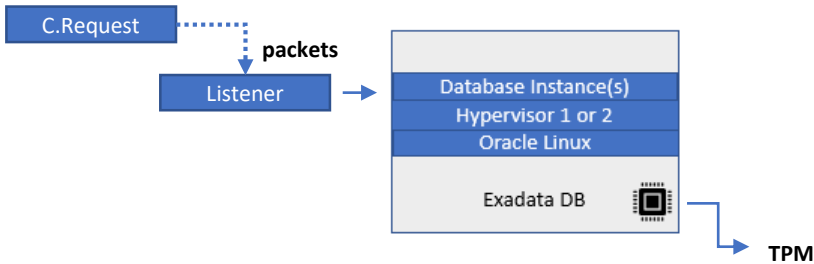 C.Request
packets
Listener
Database Instance(s)
Hypervisor 1 or 2
Oracle Linux
Exadata DB
TPM